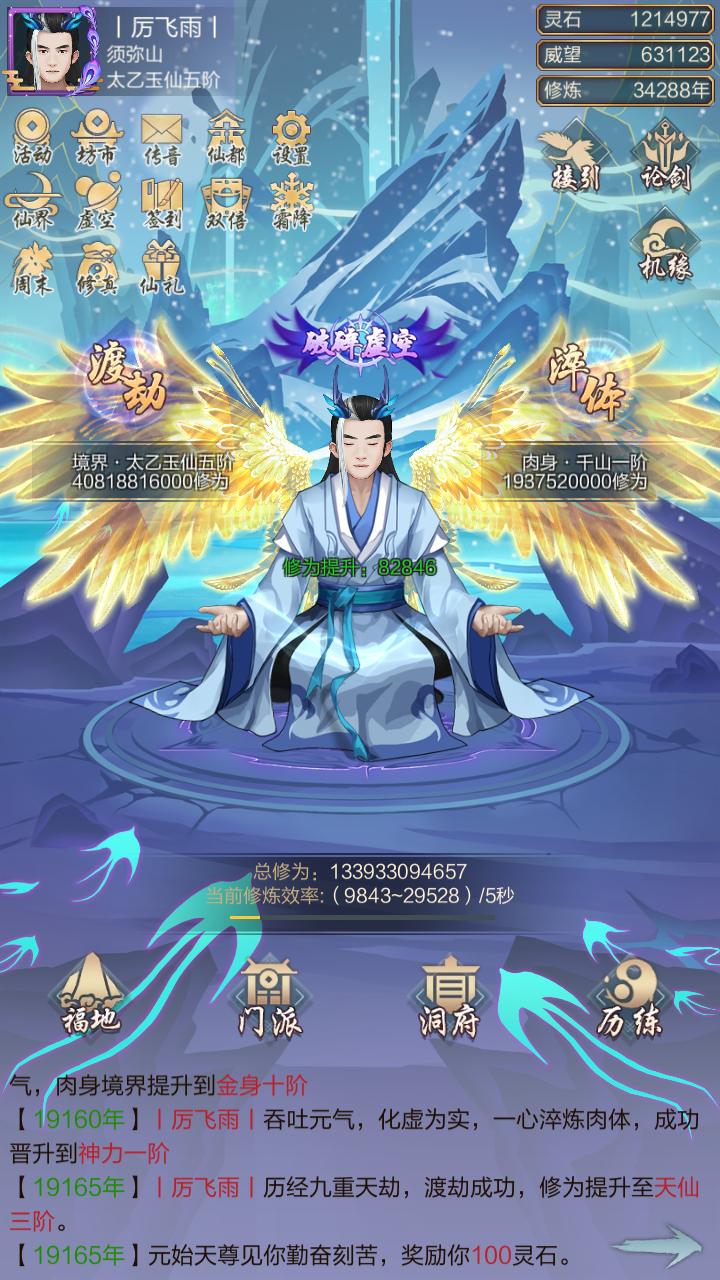 丨厉飞雨丨
须弥山
太乙玉仙五阶
灵石 1214977
威望 631123
修炼 34288年
活动 坊市 传音 仙都 设置
接引 论剑
仙界 虚空 签到 双倍 霜降
机缘
周末 修真 仙礼
破碎虚空
渡劫
淬体
境界·太乙玉仙五阶
40818816000修为
肉身·千山一阶
1937520000修为
修为提升：82846
总修为：133933094657
当前修炼效率:（9843~29528）/5秒
福地 门派 洞府 历练
气，肉身境界提升到金身十阶
【19160年】丨厉飞雨丨吞吐元气，化虚为实，一心淬炼肉体，成功
晋升到神力一阶
【19165年】丨厉飞雨丨历经九重天劫，渡劫成功，修为提升至天仙
三阶。
【19165年】元始天尊见你勤奋刻苦，奖励你100灵石。